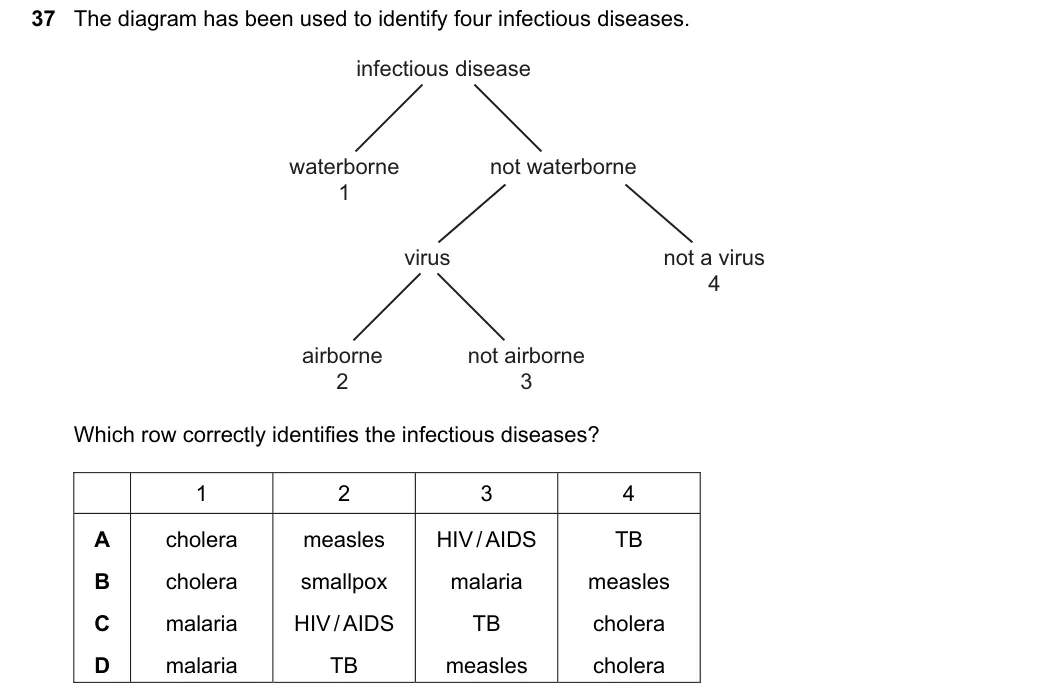 37 The diagram has been used to identify four infectious diseases.
infectious disease
waterborne not waterborne
1
virus not a virus
4
airborne not airborne
2 3
Which row correctly identifies the infectious diseases?
1 2 3 4
A cholera measles HIV / AIDS TB
B cholera smallpox malaria measles
C malaria HIV / AIDS TB cholera
D malaria TB measles cholera